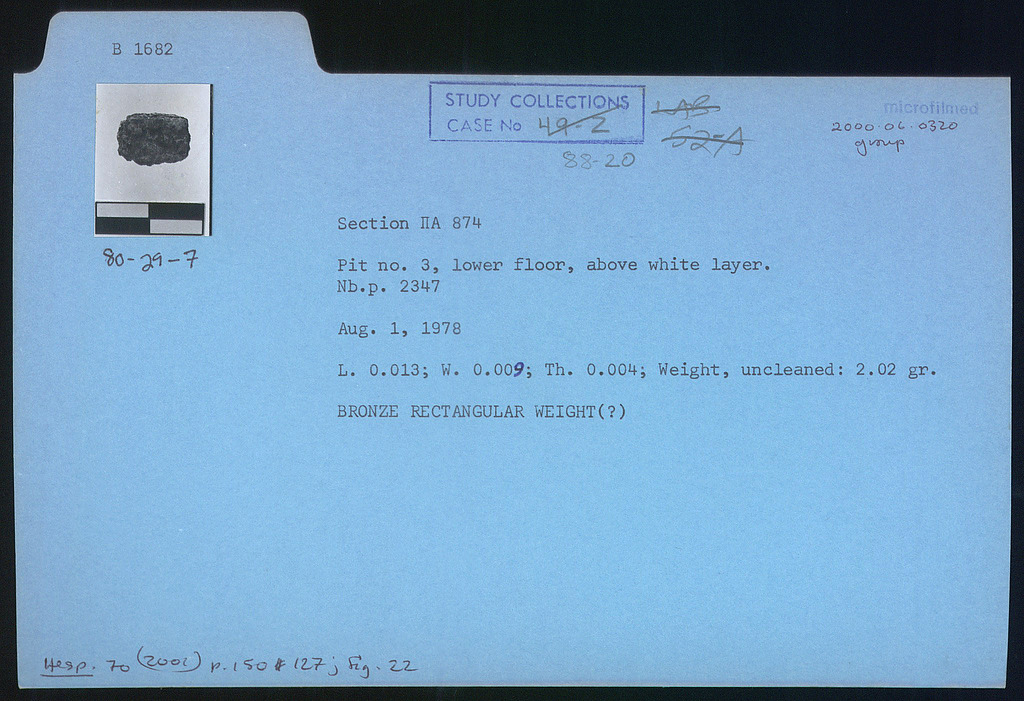 B 1682
STUDY COLLECTIONS
CASE No 49-2
88-20
LAB
52-A
microfilmed
2000.06.0320
group
80-29-7
Section ΠA 874
Pit no. 3, lower floor, above white layer.
Nb.p. 2347
Aug. 1, 1978
L. 0.013; W. 0.009; Th. 0.004; Weight, uncleaned: 2.02 gr.
BRONZE RECTANGULAR WEIGHT(?)
Hesp. 70 (2001) p. 150 # 127; fig. 22